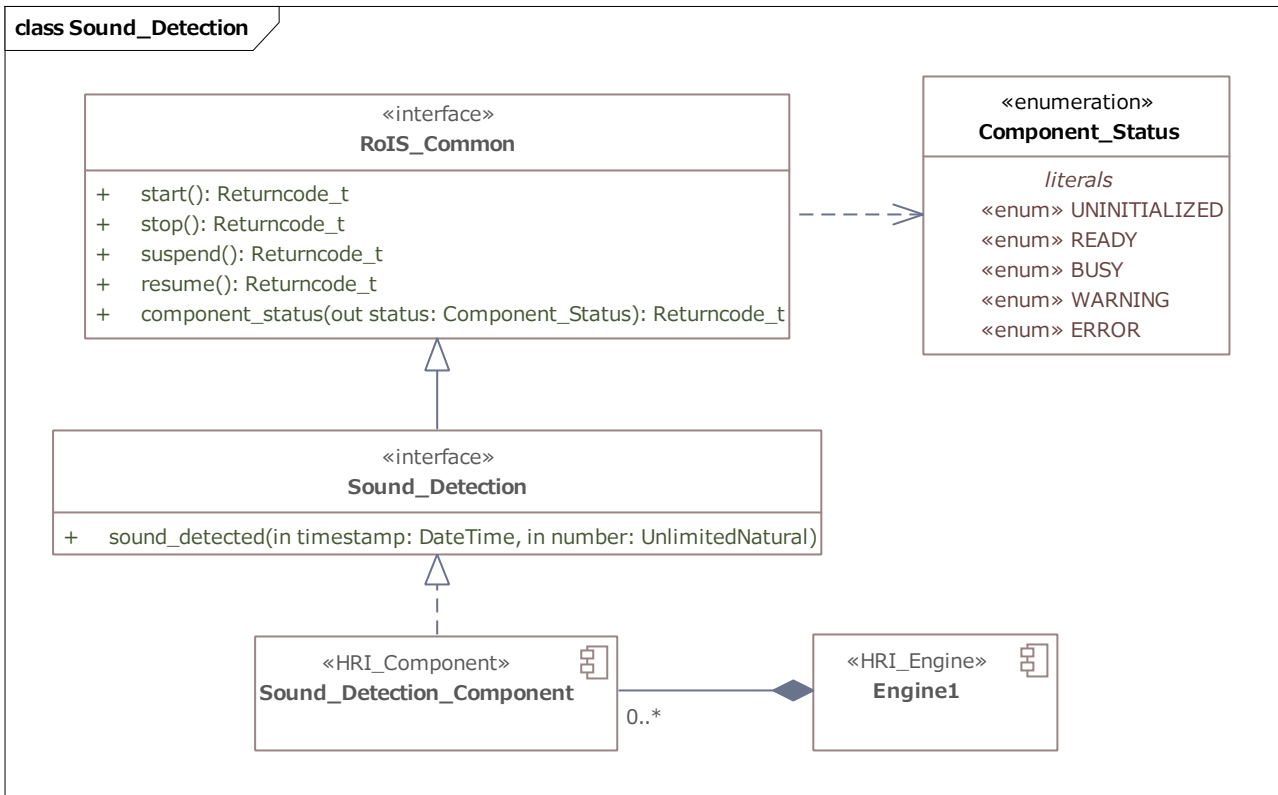 class Sound_Detection
«interface»
RoIS_Common
+ start(): Returncode_t
+ stop(): Returncode_t
+ suspend(): Returncode_t
+ resume(): Returncode_t
+ component_status(out status: Component_Status): Returncode_t
«enumeration»
Component_Status
literals
«enum» UNINITIALIZED
«enum» READY
«enum» BUSY
«enum» WARNING
«enum» ERROR
«interface»
Sound_Detection
+ sound_detected(in timestamp: DateTime, in number: UnlimitedNatural)
«HRI_Component»
Sound_Detection_Component
0..*
«HRI_Engine»
Engine1